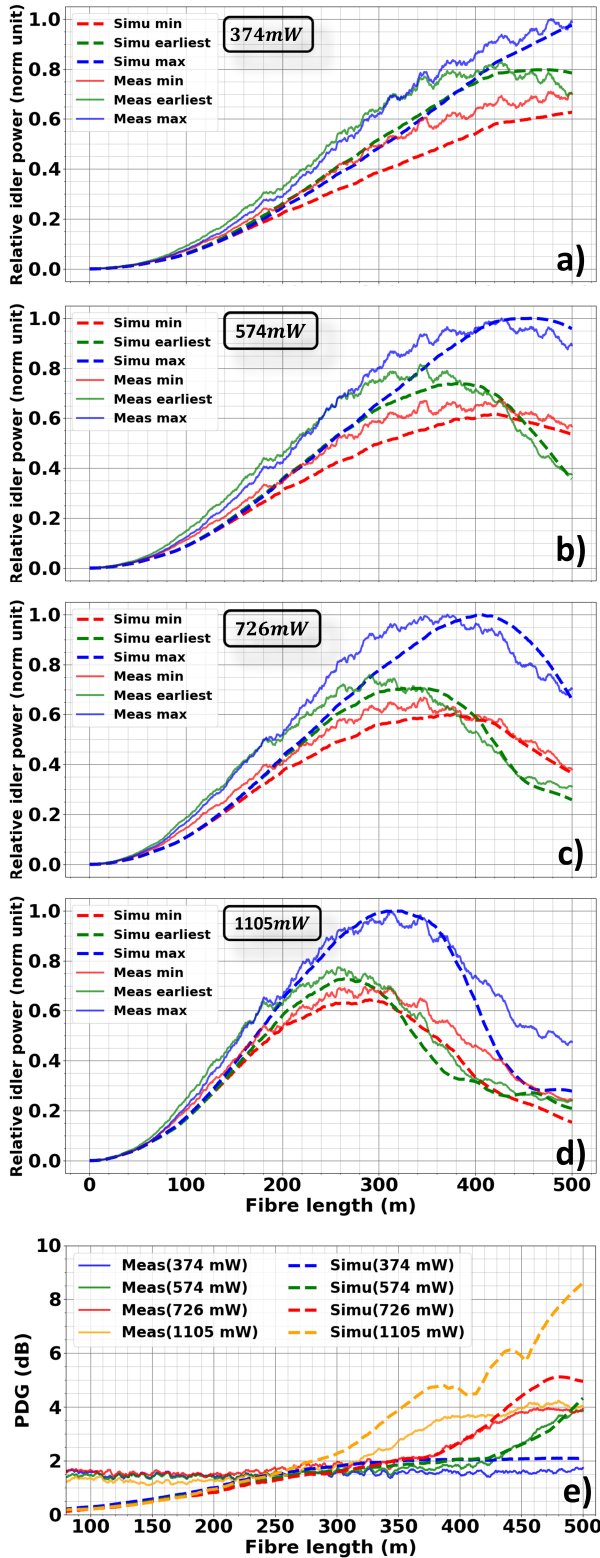 Relative idler power (norm unit)
1.0
0.8
0.6
0.4
0.2
0.0
Simu min
Simu earliest
Simu max
Meas min
Meas earliest
Meas max
374mW
a)
Relative idler power (norm unit)
1.0
0.8
0.6
0.4
0.2
0.0
Simu min
Simu earliest
Simu max
Meas min
Meas earliest
Meas max
574mW
b)
Relative idler power (norm unit)
1.0
0.8
0.6
0.4
0.2
0.0
Simu min
Simu earliest
Simu max
Meas min
Meas earliest
Meas max
726mW
c)
Relative idler power (norm unit)
1.0
0.8
0.6
0.4
0.2
0.0
Simu min
Simu earliest
Simu max
Meas min
Meas earliest
Meas max
1105mW
d)
0 100 200 300 400 500
Fibre length (m)
PDG (dB)
10
8
6
4
2
0
Meas(374 mW) Simu(374 mW)
Meas(574 mW) Simu(574 mW)
Meas(726 mW) Simu(726 mW)
Meas(1105 mW) Simu(1105 mW)
e)
100 150 200 250 300 350 400 450 500
Fibre length (m)